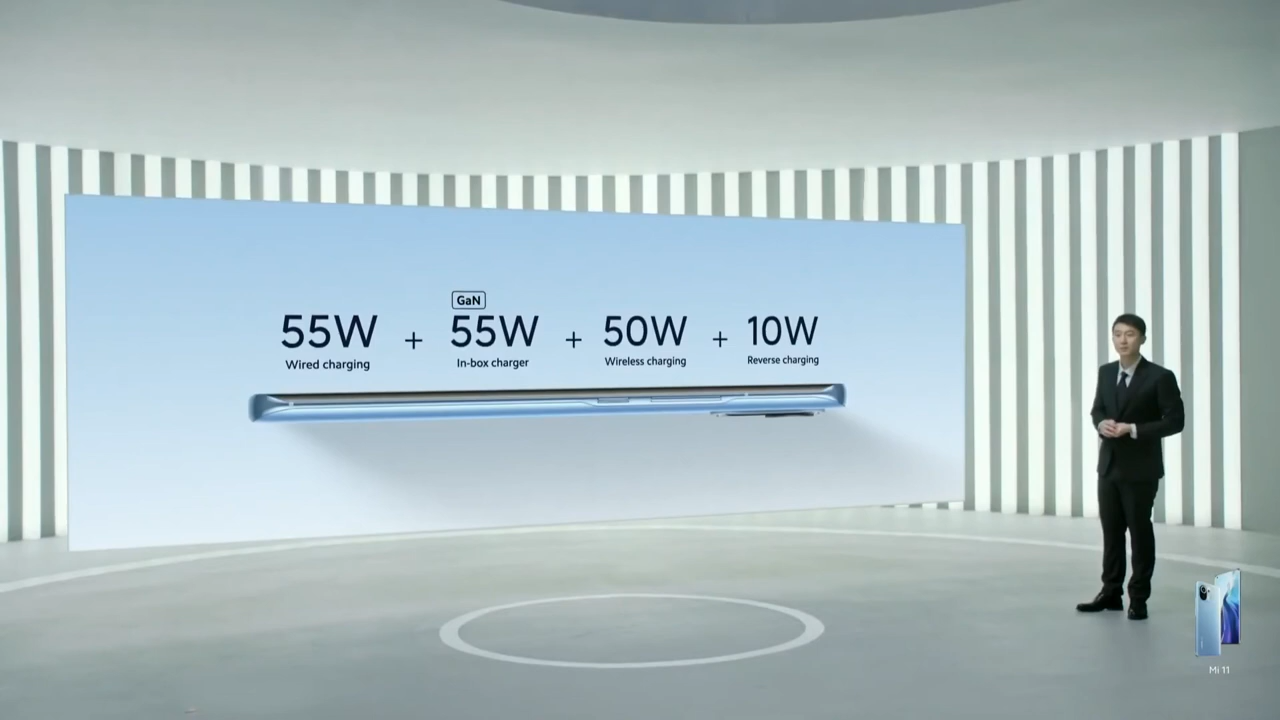 GaN
55W + 55W + 50W + 10W
Wired charging In-box charger Wireless charging Reverse charging
Mi 11